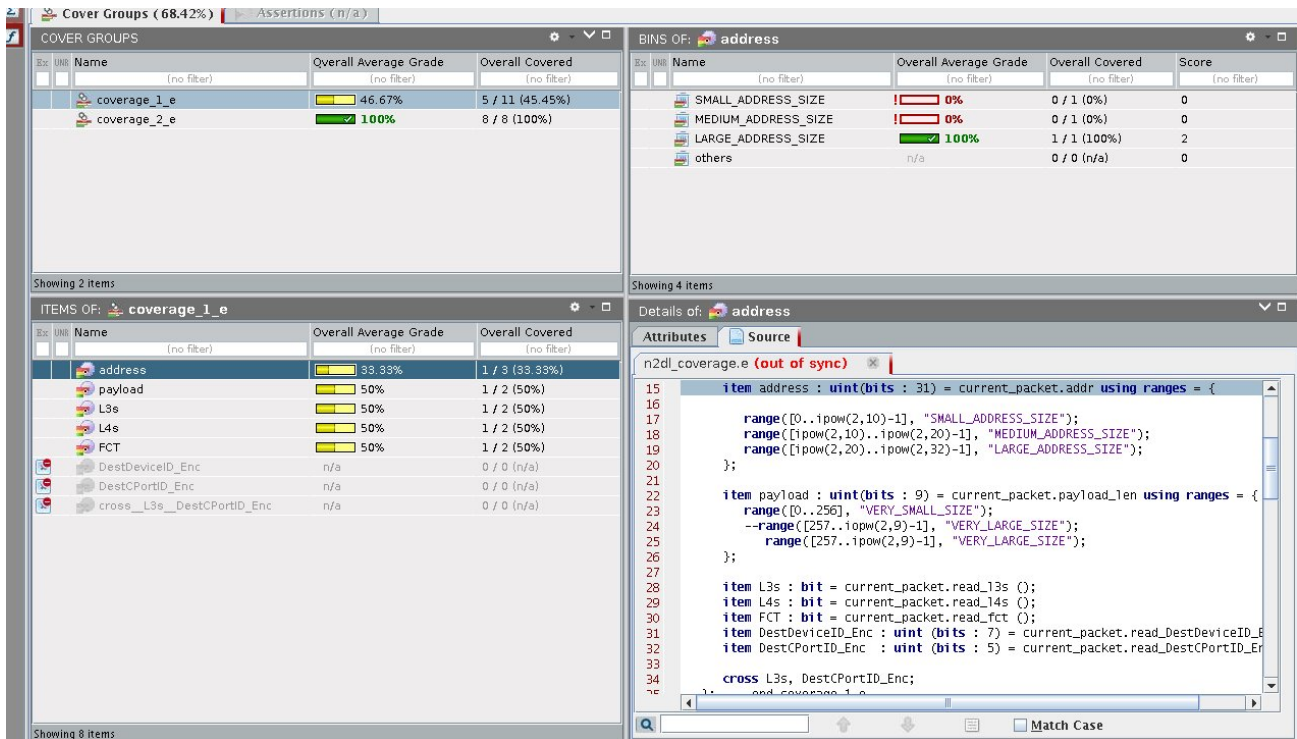 Cover Groups (68.42%) Assertions (n/a)
COVER GROUPS
Ex UNR Name Overall Average Grade Overall Covered
(no filter) (no filter) (no filter)
coverage_1_e 46.67% 5 / 11 (45.45%)
coverage_2_e 100% 8 / 8 (100%)
Showing 2 items
BINS OF: address
Ex UNR Name Overall Average Grade Overall Covered Score
(no filter) (no filter) (no filter) (no filter)
SMALL_ADDRESS_SIZE 0% 0 / 1 (0%) 0
MEDIUM_ADDRESS_SIZE 0% 0 / 1 (0%) 0
LARGE_ADDRESS_SIZE 100% 1 / 1 (100%) 2
others n/a 0 / 0 (n/a) 0
Showing 4 items
ITEMS OF: coverage_1_e
Ex UNR Name Overall Average Grade Overall Covered
(no filter) (no filter) (no filter)
address 33.33% 1 / 3 (33.33%)
payload 50% 1 / 2 (50%)
L3s 50% 1 / 2 (50%)
L4s 50% 1 / 2 (50%)
FCT 50% 1 / 2 (50%)
DestDeviceID_Enc n/a 0 / 0 (n/a)
DestCPortID_Enc n/a 0 / 0 (n/a)
cross__L3s__DestCPortID_Enc n/a 0 / 0 (n/a)
Showing 8 items
Details of: address
Attributes Source
n2dl_coverage.e (out of sync)
15 item address : uint(bits : 31) = current_packet.addr using ranges = {
16
17 range([0..ipow(2,10)-1], "SMALL_ADDRESS_SIZE");
18 range([ipow(2,10)..ipow(2,20)-1], "MEDIUM_ADDRESS_SIZE");
19 range([ipow(2,20)..ipow(2,32)-1], "LARGE_ADDRESS_SIZE");
20 };
21
22 item payload : uint(bits : 9) = current_packet.payload_len using ranges = {
23 range([0..256], "VERY_SMALL_SIZE");
24 --range([257..iopw(2,9)-1], "VERY_LARGE_SIZE");
25 range([257..ipow(2,9)-1], "VERY_LARGE_SIZE");
26 };
27
28 item L3s : bit = current_packet.read_l3s ();
29 item L4s : bit = current_packet.read_l4s ();
30 item FCT : bit = current_packet.read_fct ();
31 item DestDeviceID_Enc : uint (bits : 7) = current_packet.read_DestDeviceID_E
32 item DestCPortID_Enc : uint (bits : 5) = current_packet.read_DestCPortID_Er
33
34 cross L3s, DestCPortID_Enc;
Match Case